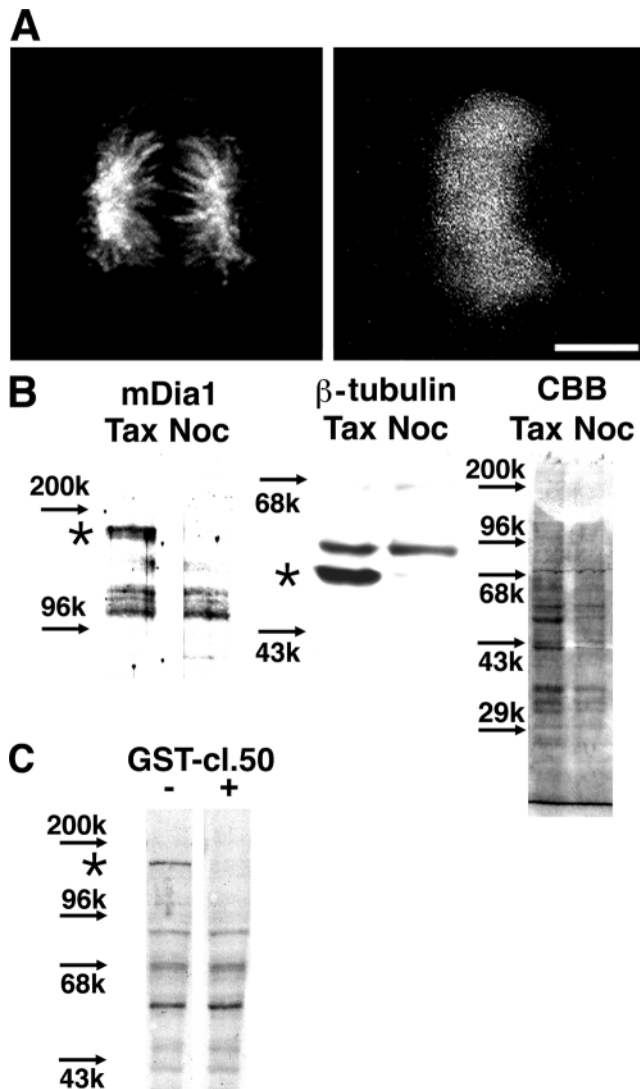 A
B
mDia1
Tax Noc
200k
*
96k
β-tubulin
Tax Noc
68k
*
43k
CBB
Tax Noc
200k
96k
68k
43k
29k
C
GST-cl.50
- +
200k
*
96k
68k
43k